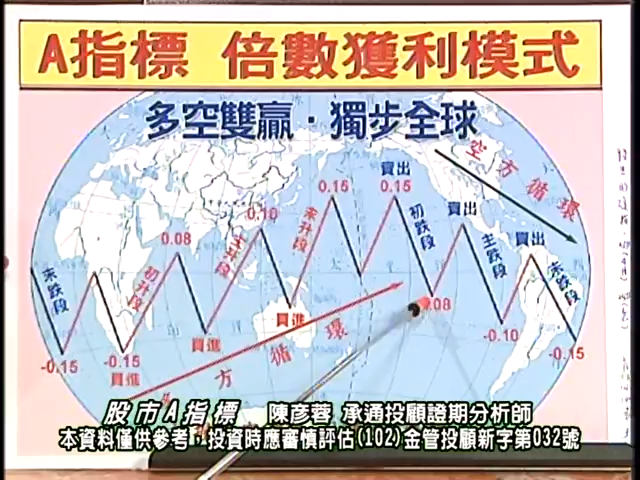 A指標 倍數獲利模式
多空雙贏·獨步全球
空方循環
買出
買出
0.15
0.15
買出
0.10
末升段
初跌段
買出
0.08
主升段
主跌段
末跌段
初升段
末跌段
買進
0.08
買進
-0.10
-0.15
-0.15
-0.15
買進
方循環
股市A指標 陳彥蓉 承通投顧證期分析師
本資料僅供參考,投資時應審慎評估(102)金管投顧新字第032號